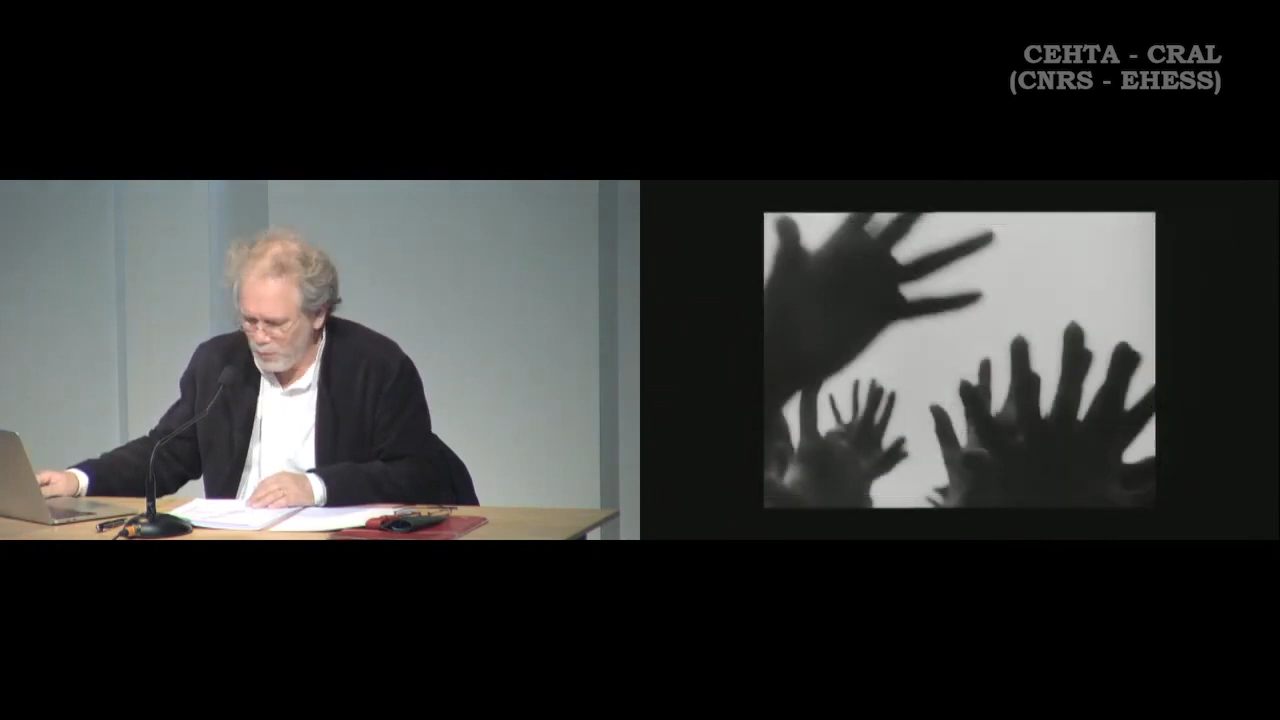 CEHTA - CRAL
(CNRS - EHESS)